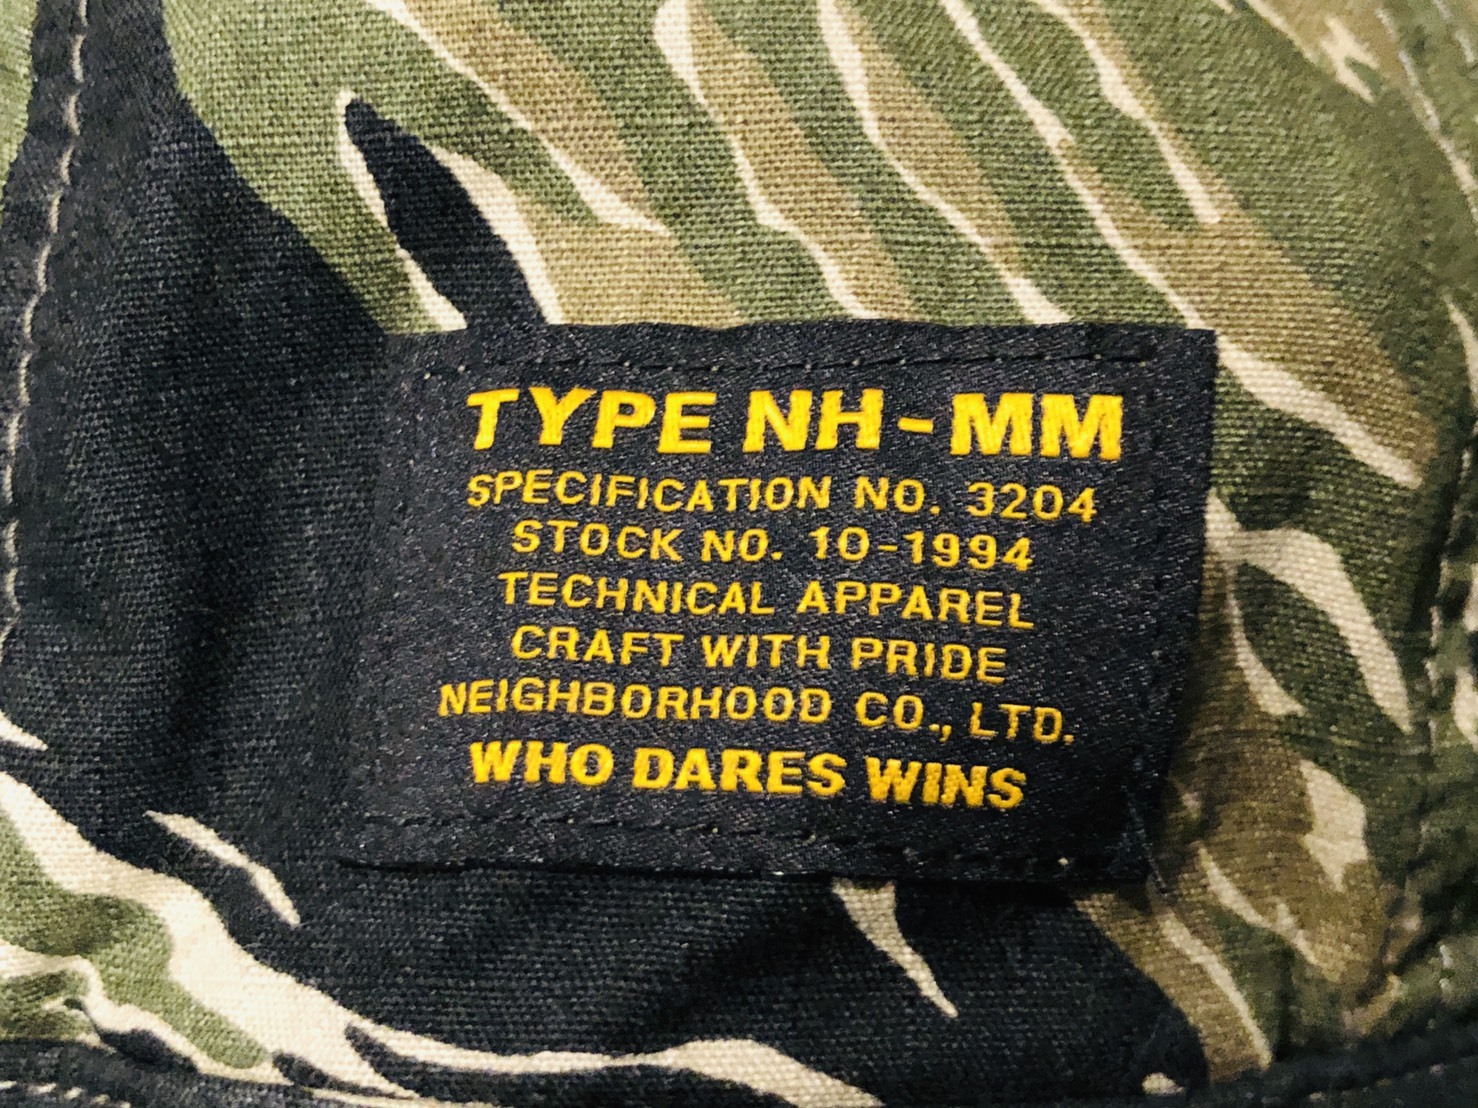 TYPE NH-MM
SPECIFICATION NO. 3204
STOCK NO. 10-1994
TECHNICAL APPAREL
CRAFT WITH PRIDE
NEIGHBORHOOD CO., LTD.
WHO DARES WINS